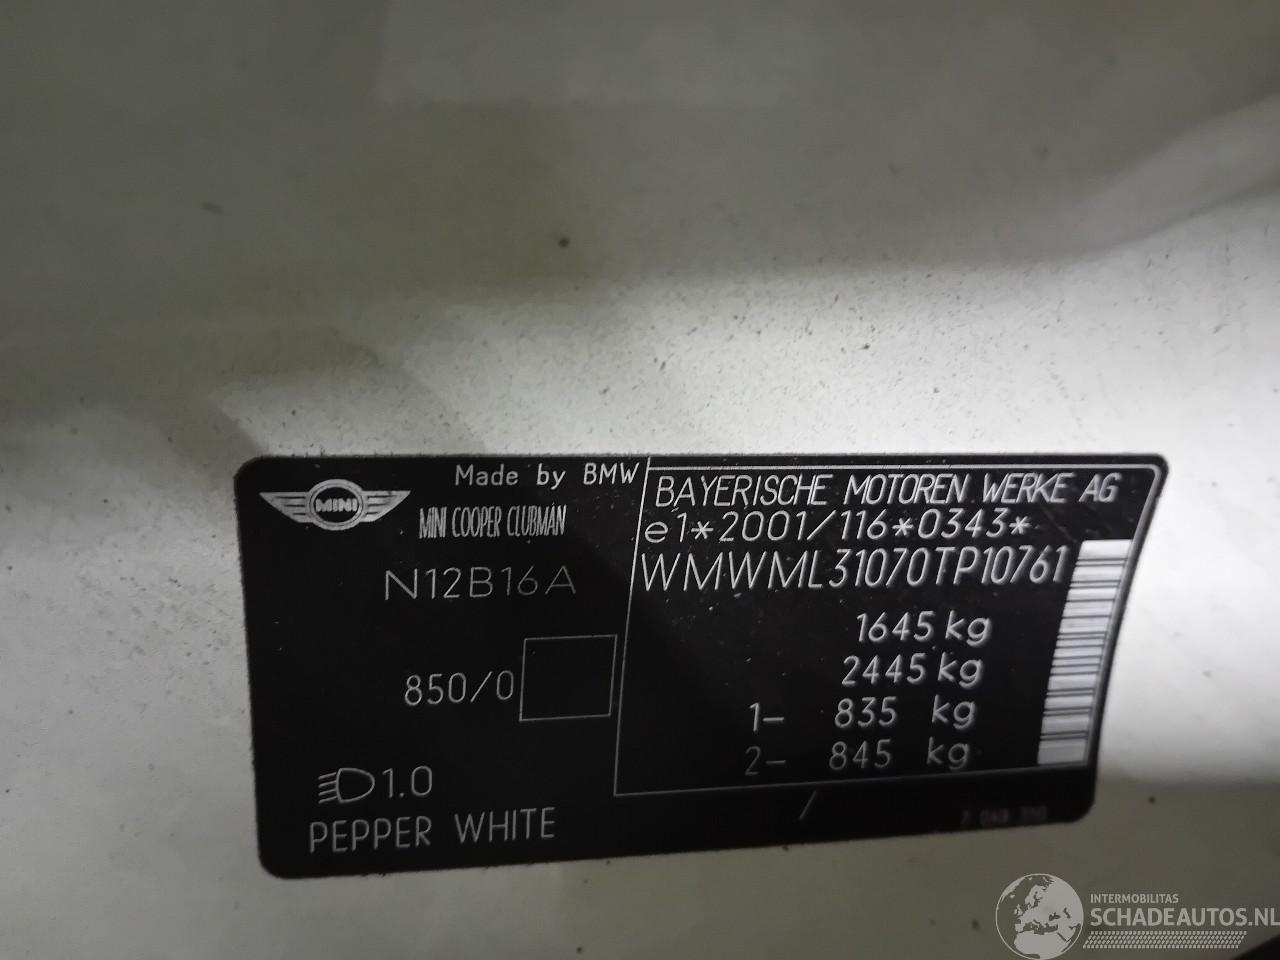 MINI
Made by BMW
MINI COOPER CLUBMAN
N12B16A
850/0
1.0
PEPPER WHITE
BAYERISCHE MOTOREN WERKE AG
e1*2001/116*0343*
WMWML31070TP10761
1645 kg
2445 kg
1- 835 kg
2- 845 kg
/
INTERMOBILITAS
SCHADEAUTOS.NL